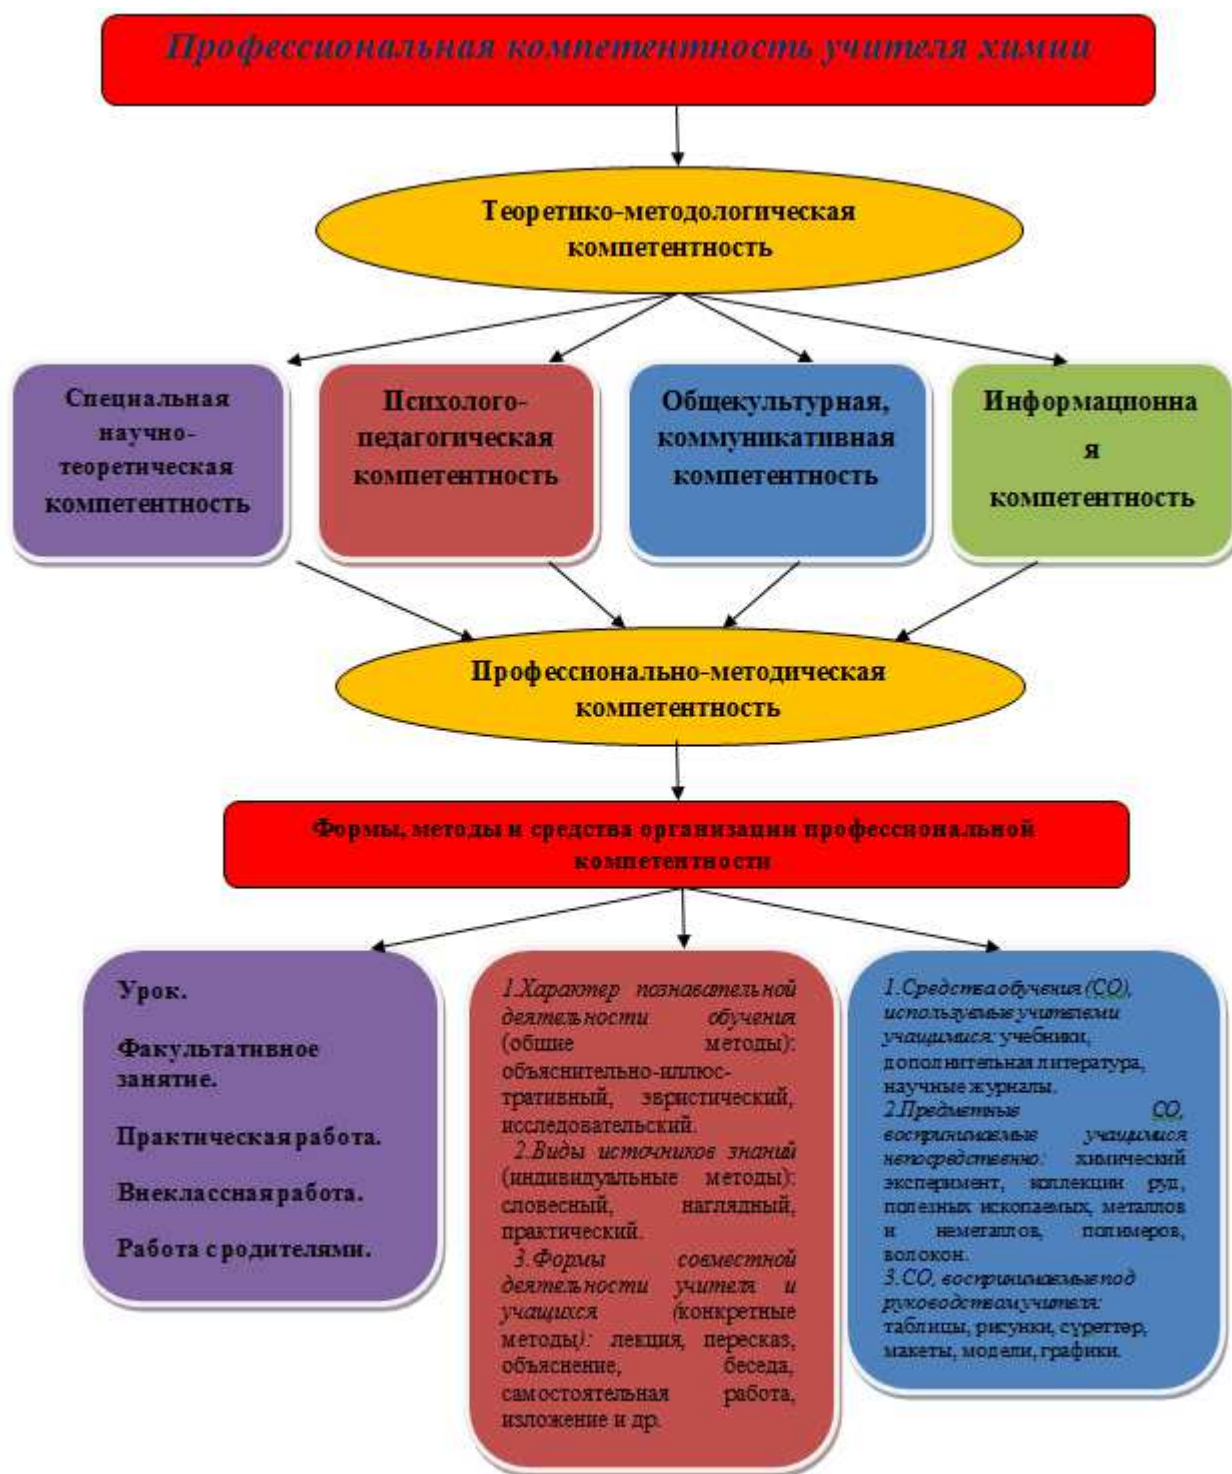 Профессиональная компетентность учителя химии
Теоретико-методологическая
компетентность
Специальная
научно-
теоретическая
компетентность
Психолого-
педагогическая
компетентность
Общекультурная,
коммуникативная
компетентность
Информационна
я
компетентность
Профессионально-методическая
компетентность
Формы, методы и средства организации профессиональной
компетентности
Урок.
Факультативное
занятие.
Практическая работа.
Внеклассная работа.
Работа с родителями.
1.Характер познавательной
деятельности обучения
(общие методы):
объяснительно-иллюс-
тративный, эвристический,
исследовательский.
2.Виды источников знаний
(индивидуальные методы):
словесный, наглядный,
практический.
3.Формы совместной
деятельности учителя и
учащихся (конкретные
методы): лекция, пересказ,
объяснение, беседа,
самостоятельная работа,
изложение и др.
1.Средства обучения (СО),
используемые учителем и
учащимися: учебники,
дополнительная литература,
научные журналы.
2.Предметные СО,
воспринимаемые учащимися
непосредственно: химический
эксперимент, коллекции руд,
полезных ископаемых, металлов
и неметаллов, полимеров,
волокон.
3.СО, воспринимаемые под
руководствам учителя:
таблицы, рисунки, суреттәр,
макеты, модели, графики.